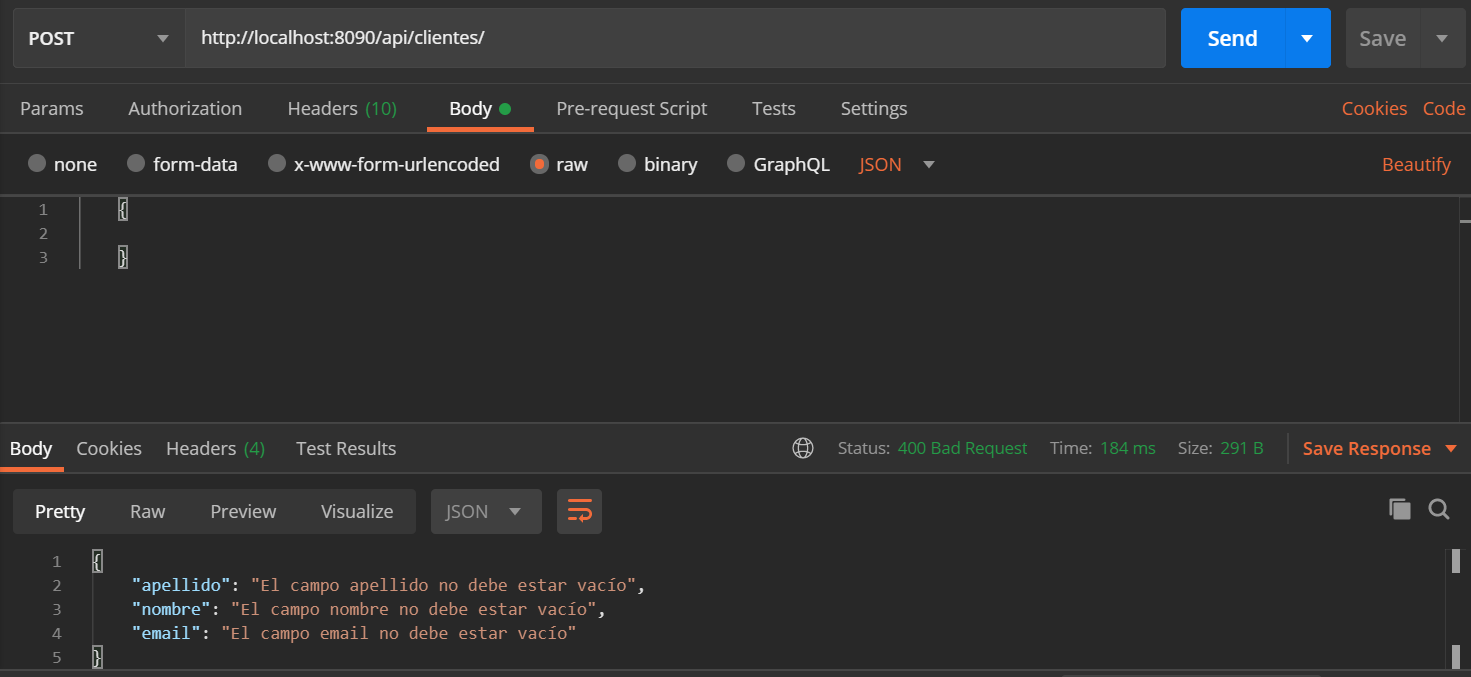 POST http://localhost:8090/api/clientes/ Send Save
Params Authorization Headers (10) Body Pre-request Script Tests Settings Cookies Code
none form-data x-www-form-urlencoded raw binary GraphQL JSON Beautify
1 {
2
3 }
Body Cookies Headers (4) Test Results Status: 400 Bad Request Time: 184 ms Size: 291 B Save Response
Pretty Raw Preview Visualize JSON
1 {
2 "apellido": "El campo apellido no debe estar vacío",
3 "nombre": "El campo nombre no debe estar vacío",
4 "email": "El campo email no debe estar vacío"
5 }